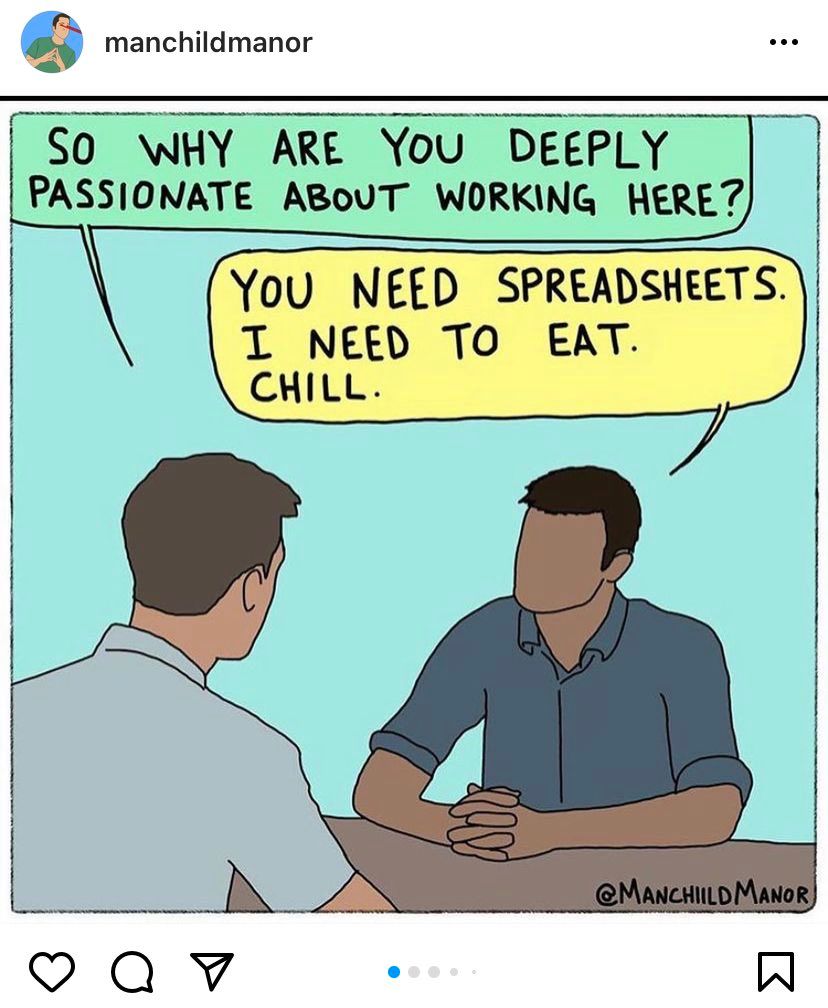 manchildmanor
SO WHY ARE YOU DEEPLY
PASSIONATE ABOUT WORKING HERE?
YOU NEED SPREADSHEETS.
I NEED TO EAT.
CHILL.
@MANCHIILDMANOR